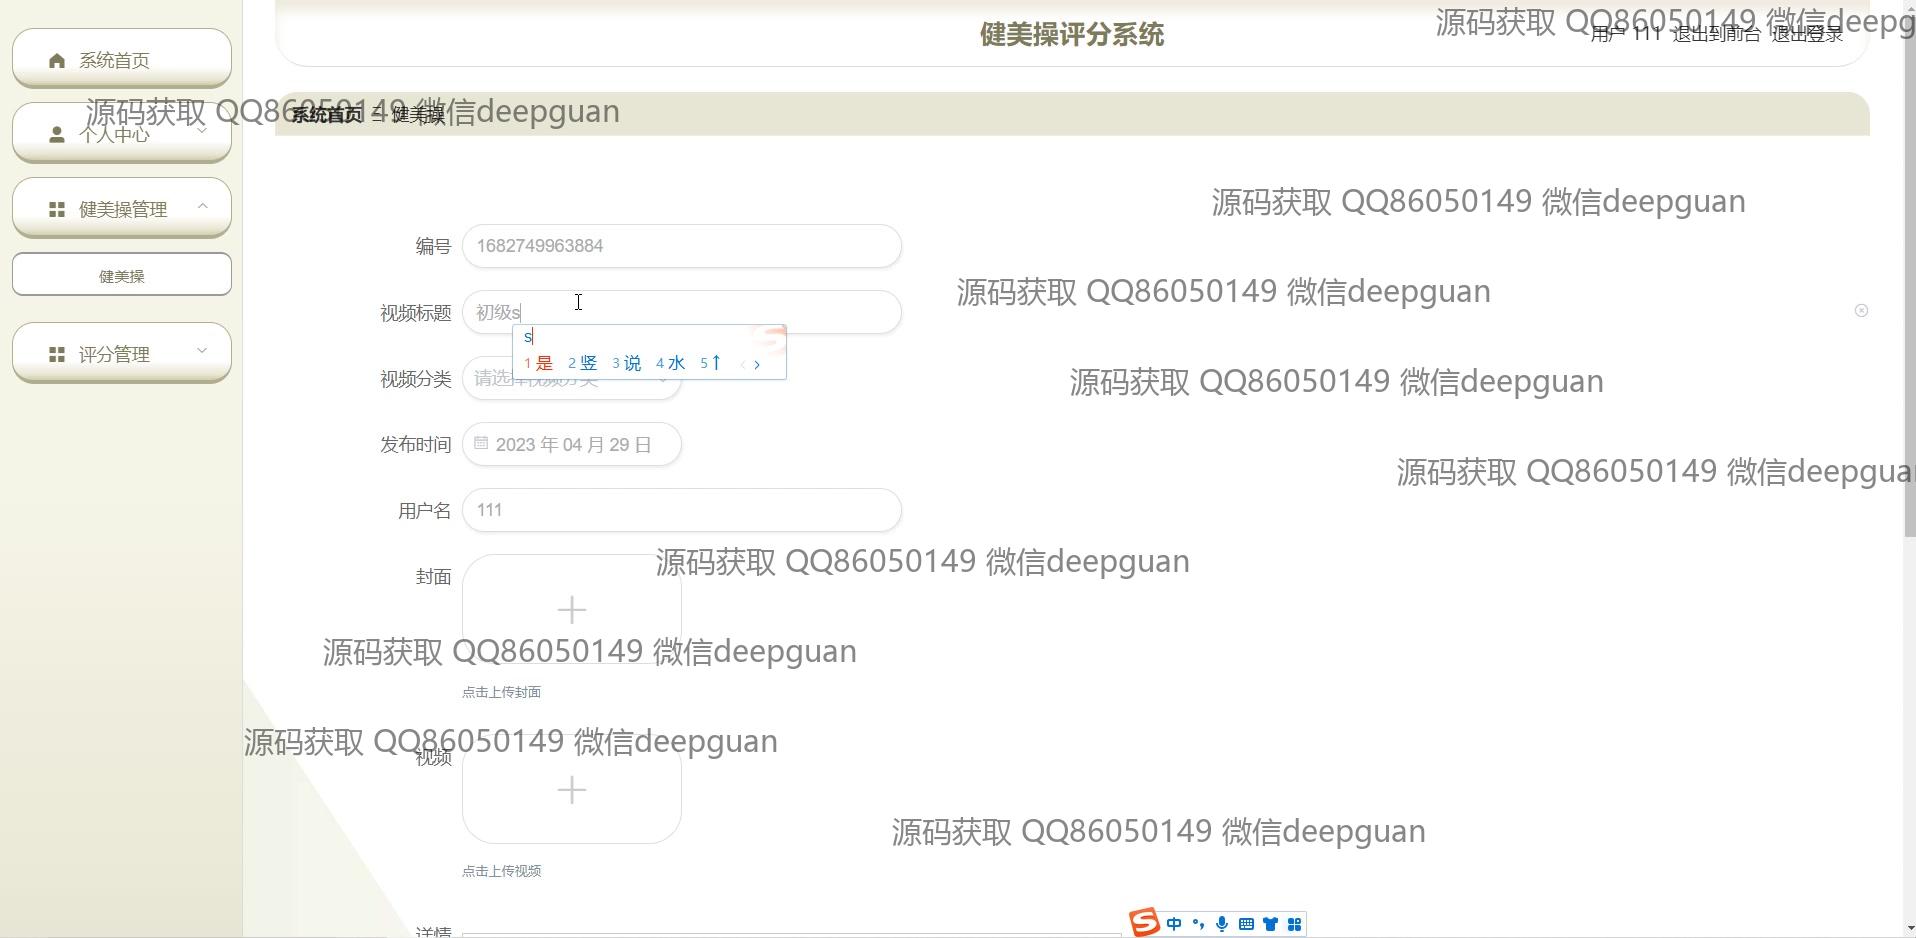 健美操评分系统
源码获取 QQ86050149 微信deepg
用户 111 退出到前台 退出登录
系统首页
源码获取 QQ86050149 微信deepguan
系统首页
健美操
个人中心
源码获取 QQ86050149 微信deepguan
健美操管理
编号 1682749963884
健美操
源码获取 QQ86050149 微信deepguan
视频标题 初级s
s
1是 2竖 3说 4水 5↑
评分管理
视频分类 请选择视频分类
源码获取 QQ86050149 微信deepguan
发布时间 2023 年 04 月 29 日
源码获取 QQ86050149 微信deepgua
用户名 111
源码获取 QQ86050149 微信deepguan
封面
源码获取 QQ86050149 微信deepguan
点击上传封面
源码获取 QQ86050149 微信deepguan
视频
源码获取 QQ86050149 微信deepguan
点击上传视频
详情
S 中